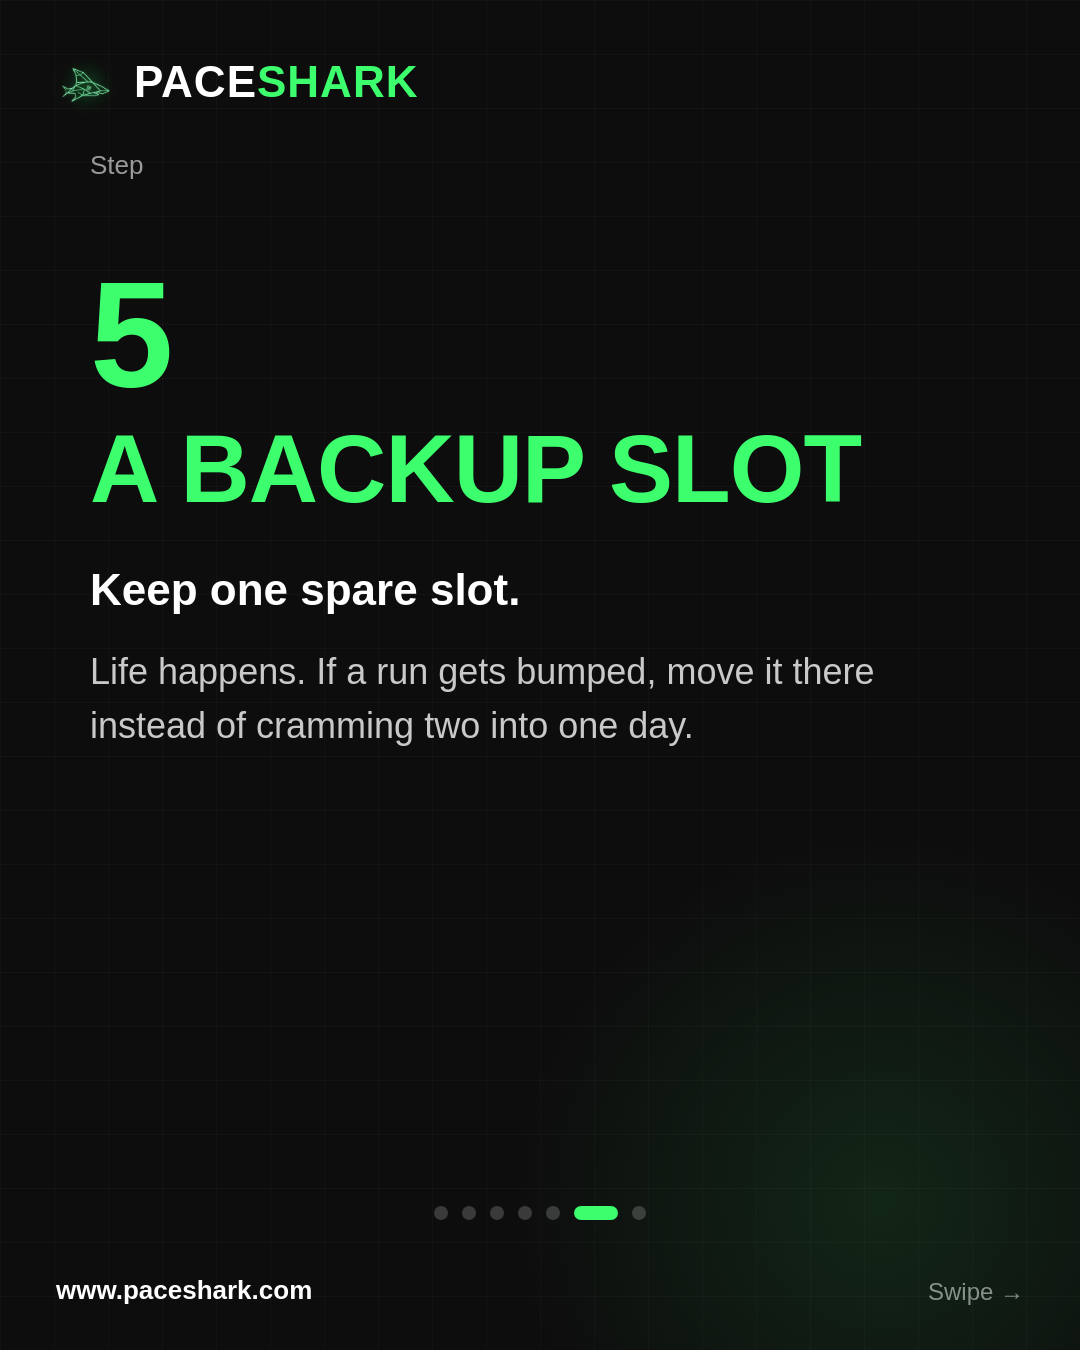 PACESHARK
Step
5
A BACKUP SLOT
Keep one spare slot.
Life happens. If a run gets bumped, move it there
instead of cramming two into one day.
www.paceshark.com
Swipe →